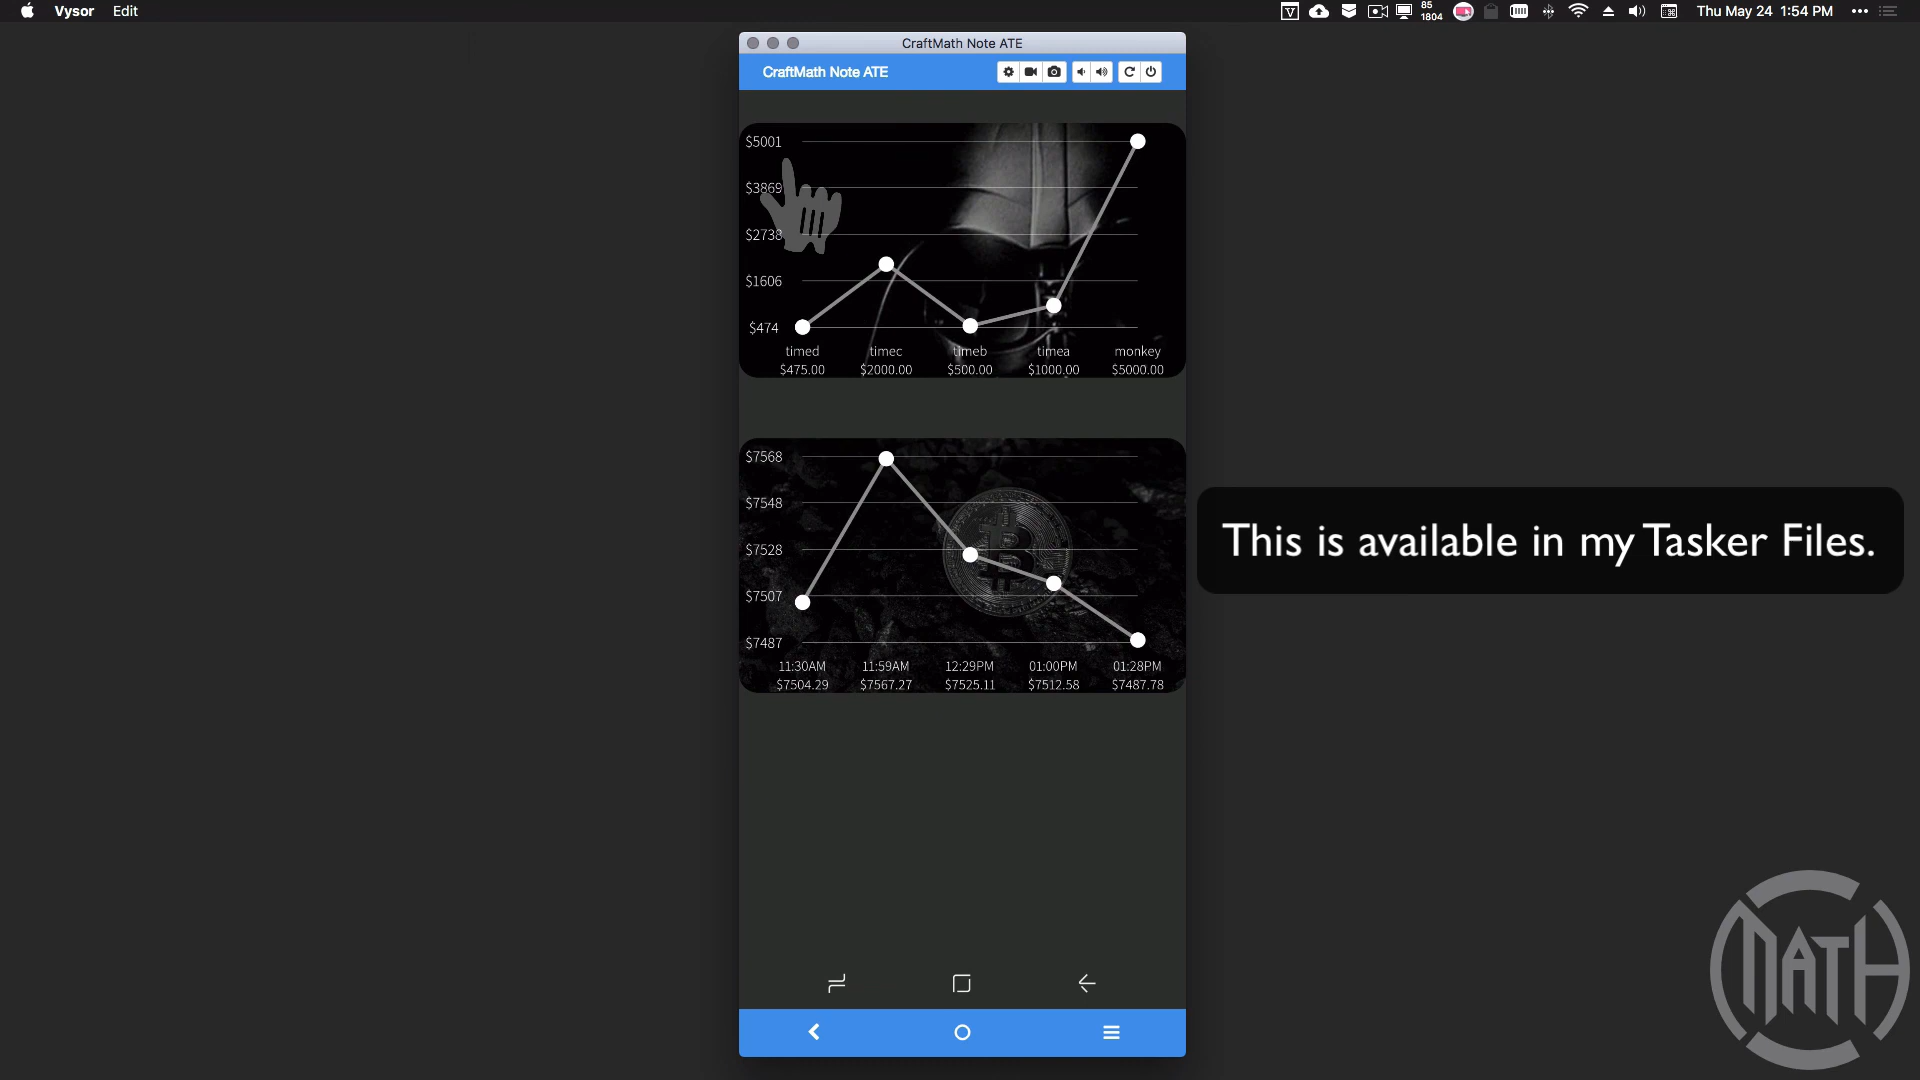 Vysor Edit
85
1804
Thu May 24 1:54 PM
CraftMath Note ATE
CraftMath Note ATE
$5001
$3869
$2738
$1606
$474
timed timec timeb timea monkey
$475.00 $2000.00 $500.00 $1000.00 $5000.00
$7568
$7548
$7528
$7507
$7487
11:30AM 11:59AM 12:29PM 01:00PM 01:28PM
$7504.29 $7567.27 $7525.11 $7512.58 $7487.78
This is available in my Tasker Files.
MATH